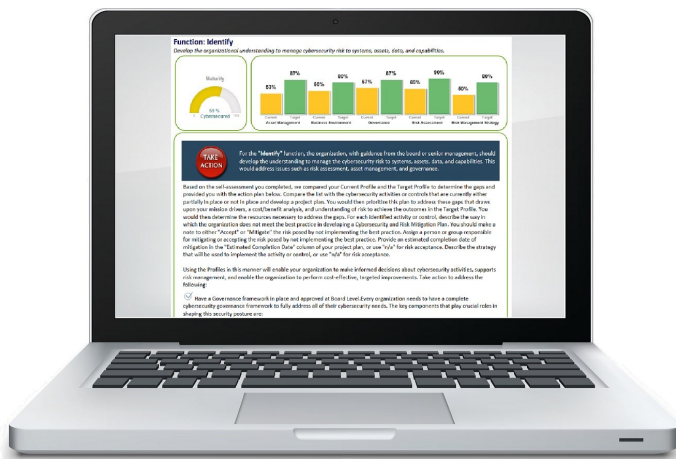 Function: Identify
Develop the organizational understanding to manage cybersecurity risk to systems, assets, data, and capabilities.
Maturity
Cybersecured
87% 87% 90%
Current Target Current Target Current Target Current Target Current Target
Asset Management Business Environment Governance Risk Assessment Risk Management Strategy
TAKE
ACTION
For the "Identify" function, the organization, with guidance from the board or senior management, should
develop the understanding to manage the cybersecurity risk to systems, assets, data, and capabilities. This
would address issues such as risk assessment, asset management, and governance.
Based on the self-assessment you completed, we compared your Current Profile and the Target Profile to determine the gaps and
provided you with the action plan below. Compare the list with the cybersecurity activities or controls that are currently either
partially in place or not in place and develop a project plan. You would then prioritize this plan to address these gaps that draws
upon your mission drivers, a cost/benefit analysis, and understanding of risk to achieve the outcomes in the Target Profile. You
would then determine the resources necessary to address the gaps. For each identified activity or control, describe the way in
which the organization does not meet the best practice in developing a Cybersecurity and Risk Mitigation Plan. You should make a
note to either "Accept" or "Mitigate" the risk posed by not implementing the best practice. Assign a person or group responsible
for mitigating or accepting the risk posed by not implementing the best practice. Provide an estimated completion date of
mitigation in the "Estimated Completion Date" column of your project plan, or use "n/a" for risk acceptance. Describe the strategy
that will be used to implement the activity or control, or use "n/a" for risk acceptance.
Using the Profiles in this manner will enable your organization to make informed decisions about cybersecurity activities, supports
risk management, and enable the organization to perform cost-effective, targeted improvements. Take action to address the
following:
Have a Governance framework in place and approved at Board Level.Every organization needs to have a complete
cybersecurity governance framework to fully address all of their cybersecurity needs. The key components that play crucial roles in
shaping this security posture are: